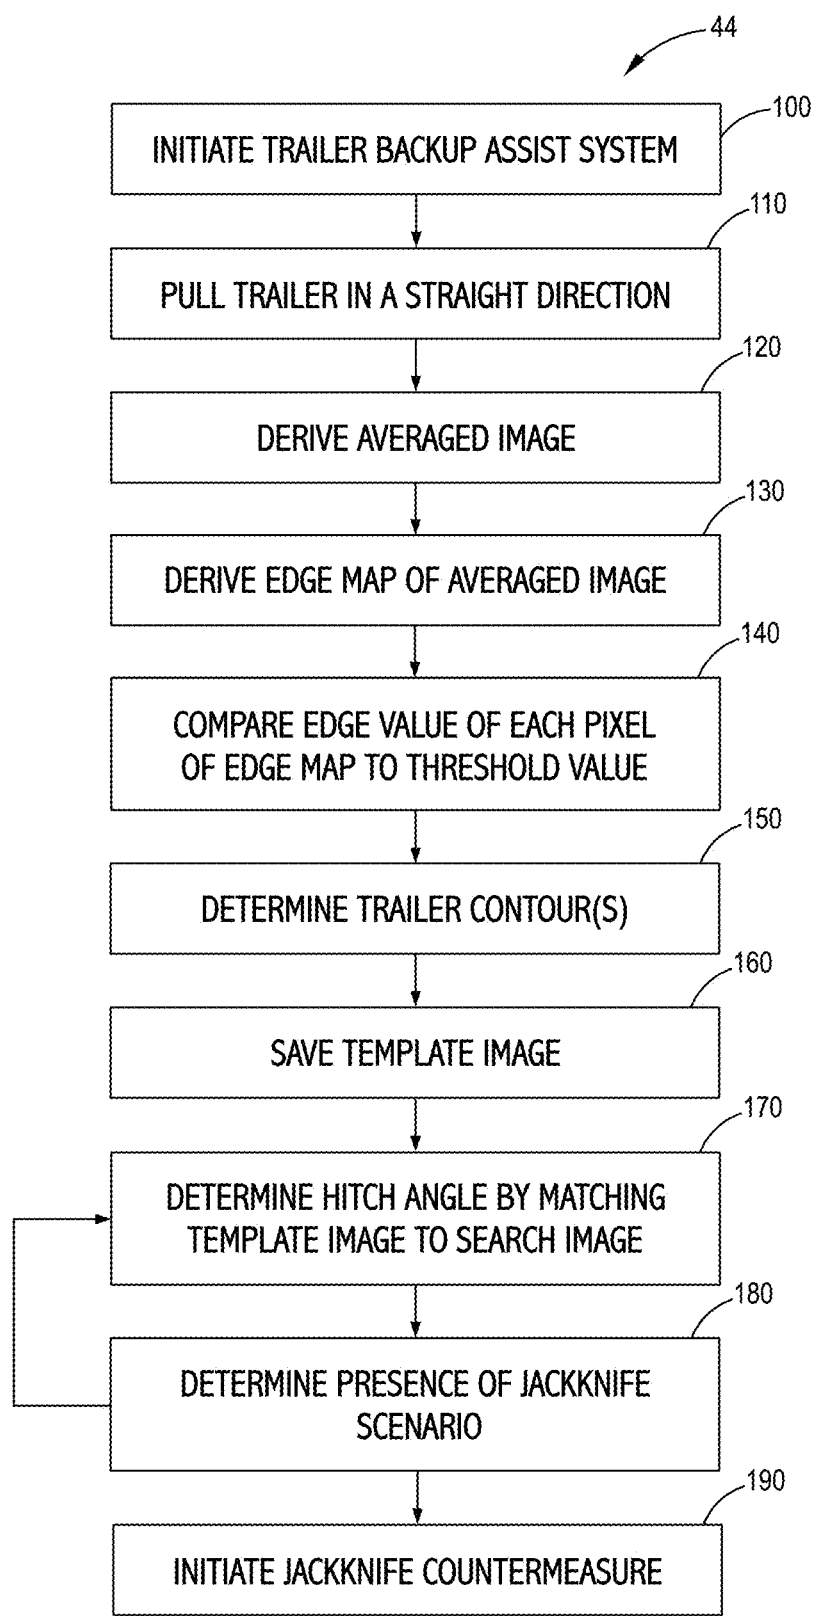 44
100
INITIATE TRAILER BACKUP ASSIST SYSTEM
110
PULL TRAILER IN A STRAIGHT DIRECTION
120
DERIVE AVERAGED IMAGE
130
DERIVE EDGE MAP OF AVERAGED IMAGE
140
COMPARE EDGE VALUE OF EACH PIXEL
OF EDGE MAP TO THRESHOLD VALUE
150
DETERMINE TRAILER CONTOUR(S)
160
SAVE TEMPLATE IMAGE
170
DETERMINE HITCH ANGLE BY MATCHING
TEMPLATE IMAGE TO SEARCH IMAGE
180
DETERMINE PRESENCE OF JACKKNIFE
SCENARIO
190
INITIATE JACKKNIFE COUNTERMEASURE